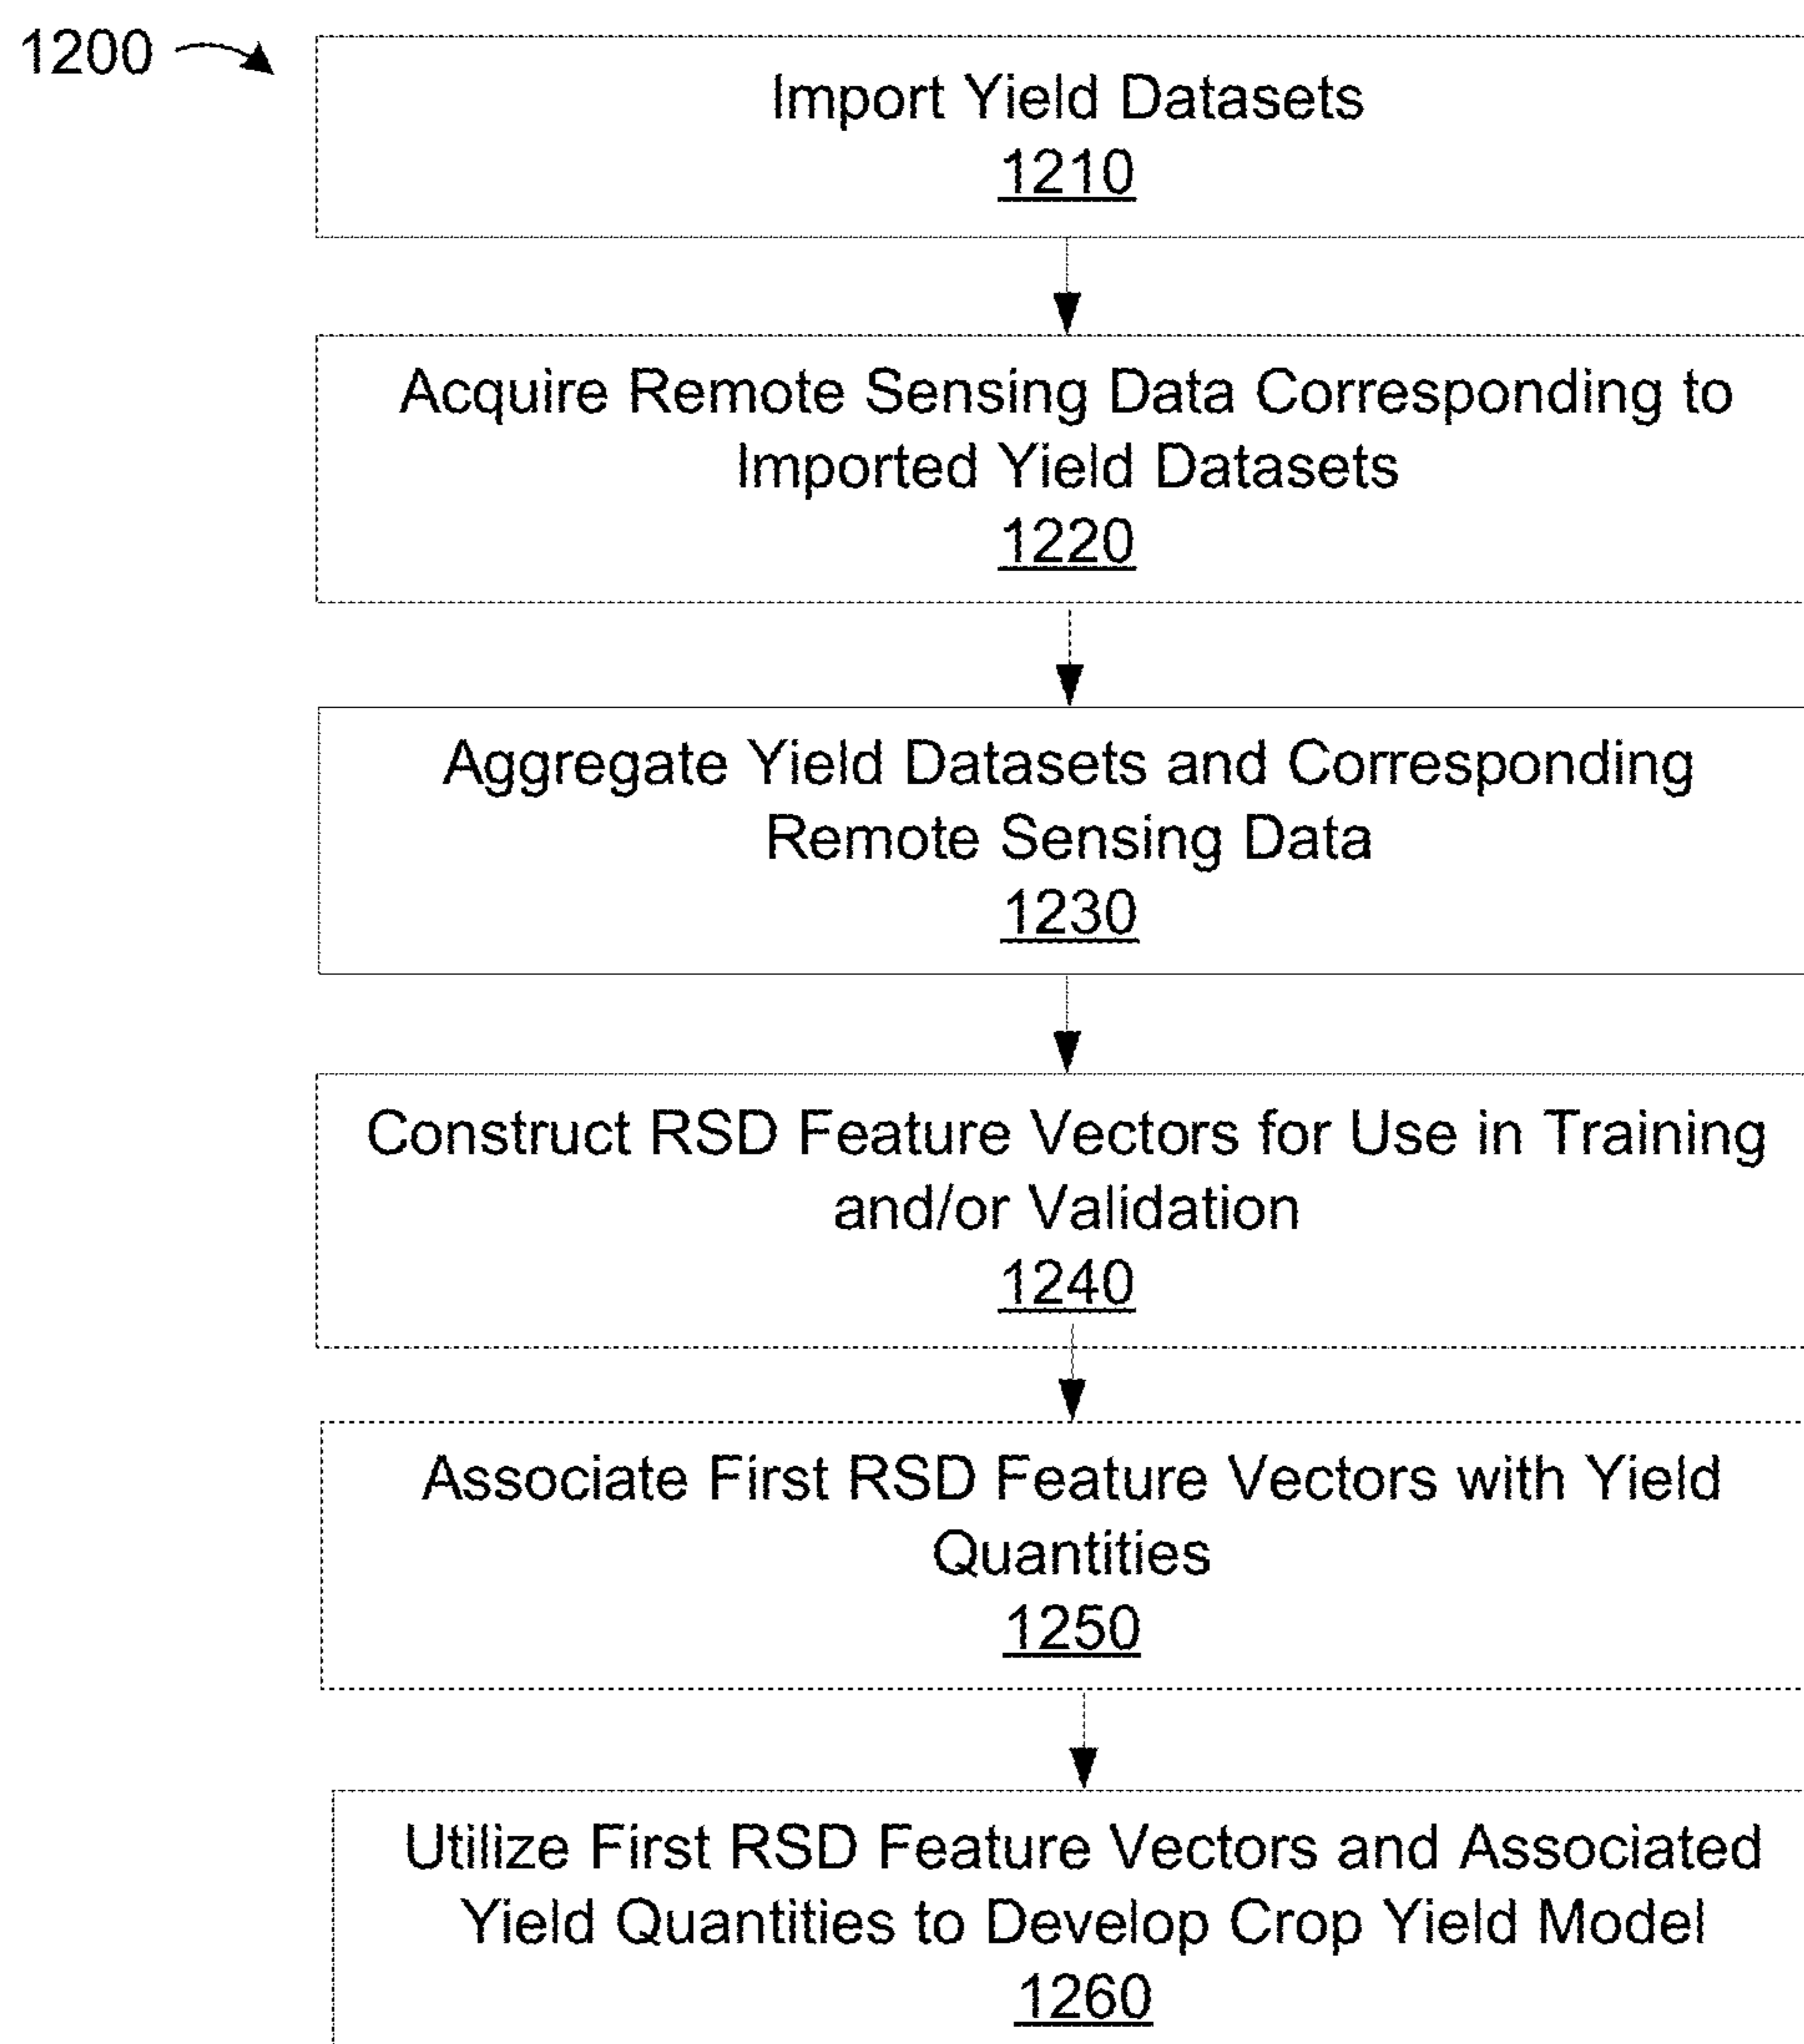 1200
Import Yield Datasets
1210
Acquire Remote Sensing Data Corresponding to
Imported Yield Datasets
1220
Aggregate Yield Datasets and Corresponding
Remote Sensing Data
1230
Construct RSD Feature Vectors for Use in Training
and/or Validation
1240
Associate First RSD Feature Vectors with Yield
Quantities
1250
Utilize First RSD Feature Vectors and Associated
Yield Quantities to Develop Crop Yield Model
1260